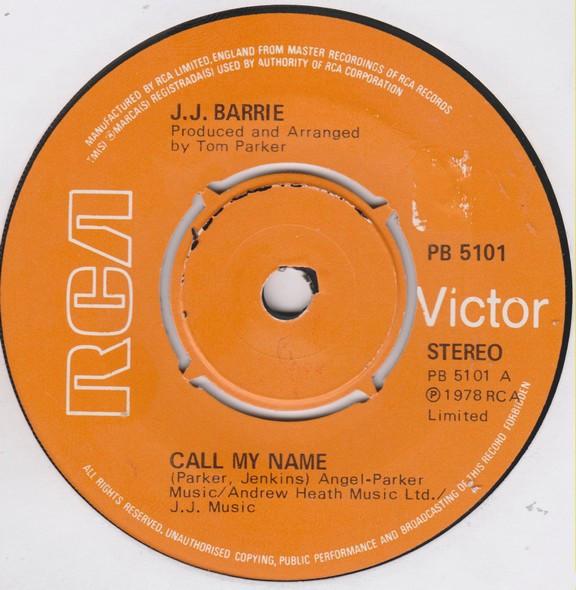 MANUFACTURED BY RCA LIMITED, ENGLAND FROM MASTER RECORDINGS OF RCA RECORDS
TM(S) ® MARCA(S) REGISTRADA(S) USED BY AUTHORITY OF RCA CORPORATION
J.J. BARRIE
Produced and Arranged
by Tom Parker
RCA
PB 5101
Victor
STEREO
PB 5101 A
Ⓟ 1978 RCA
Limited
CALL MY NAME
(Parker, Jenkins) Angel-Parker
Music/Andrew Heath Music Ltd./
J.J. Music
ALL RIGHTS RESERVED. UNAUTHORISED COPYING, PUBLIC PERFORMANCE AND BROADCASTING OF THIS RECORD FORBIDDEN